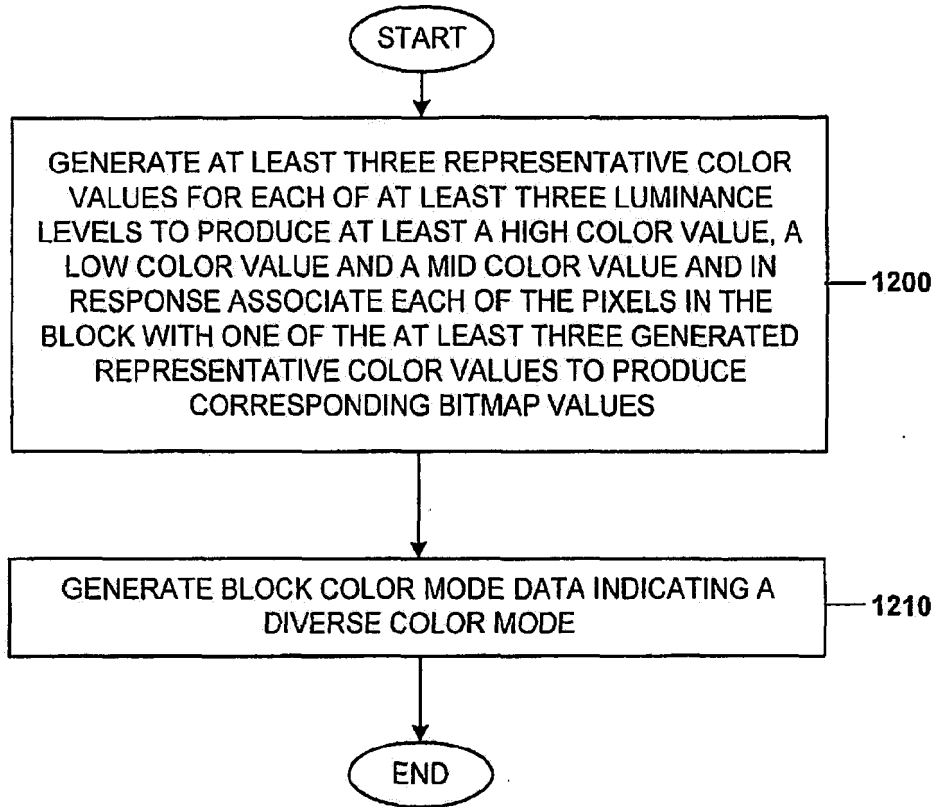 START
GENERATE AT LEAST THREE REPRESENTATIVE COLOR
VALUES FOR EACH OF AT LEAST THREE LUMINANCE
LEVELS TO PRODUCE AT LEAST A HIGH COLOR VALUE, A
LOW COLOR VALUE AND A MID COLOR VALUE AND IN
RESPONSE ASSOCIATE EACH OF THE PIXELS IN THE
BLOCK WITH ONE OF THE AT LEAST THREE GENERATED
REPRESENTATIVE COLOR VALUES TO PRODUCE
CORRESPONDING BITMAP VALUES
1200
GENERATE BLOCK COLOR MODE DATA INDICATING A
DIVERSE COLOR MODE
1210
END